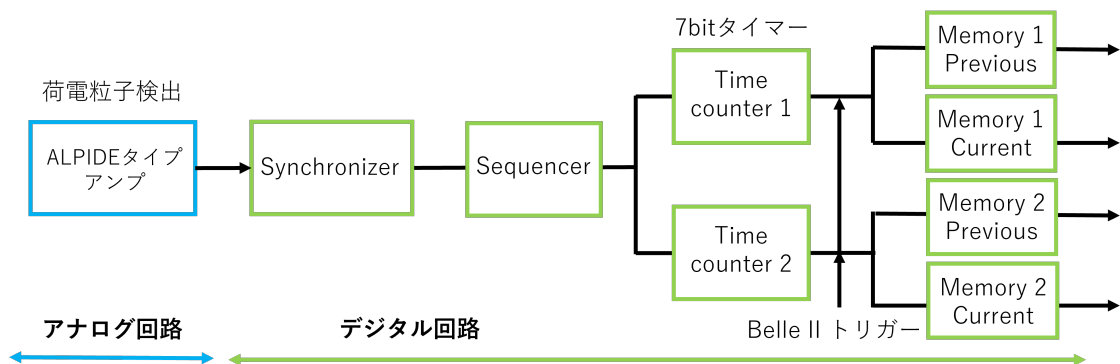 荷電粒子検出
ALPIDEタイプ
アンプ
Synchronizer
Sequencer
7bitタイマー
Time
counter 1
Time
counter 2
Memory 1
Previous
Memory 1
Current
Memory 2
Previous
Memory 2
Current
Belle II トリガー
アナログ回路
デジタル回路